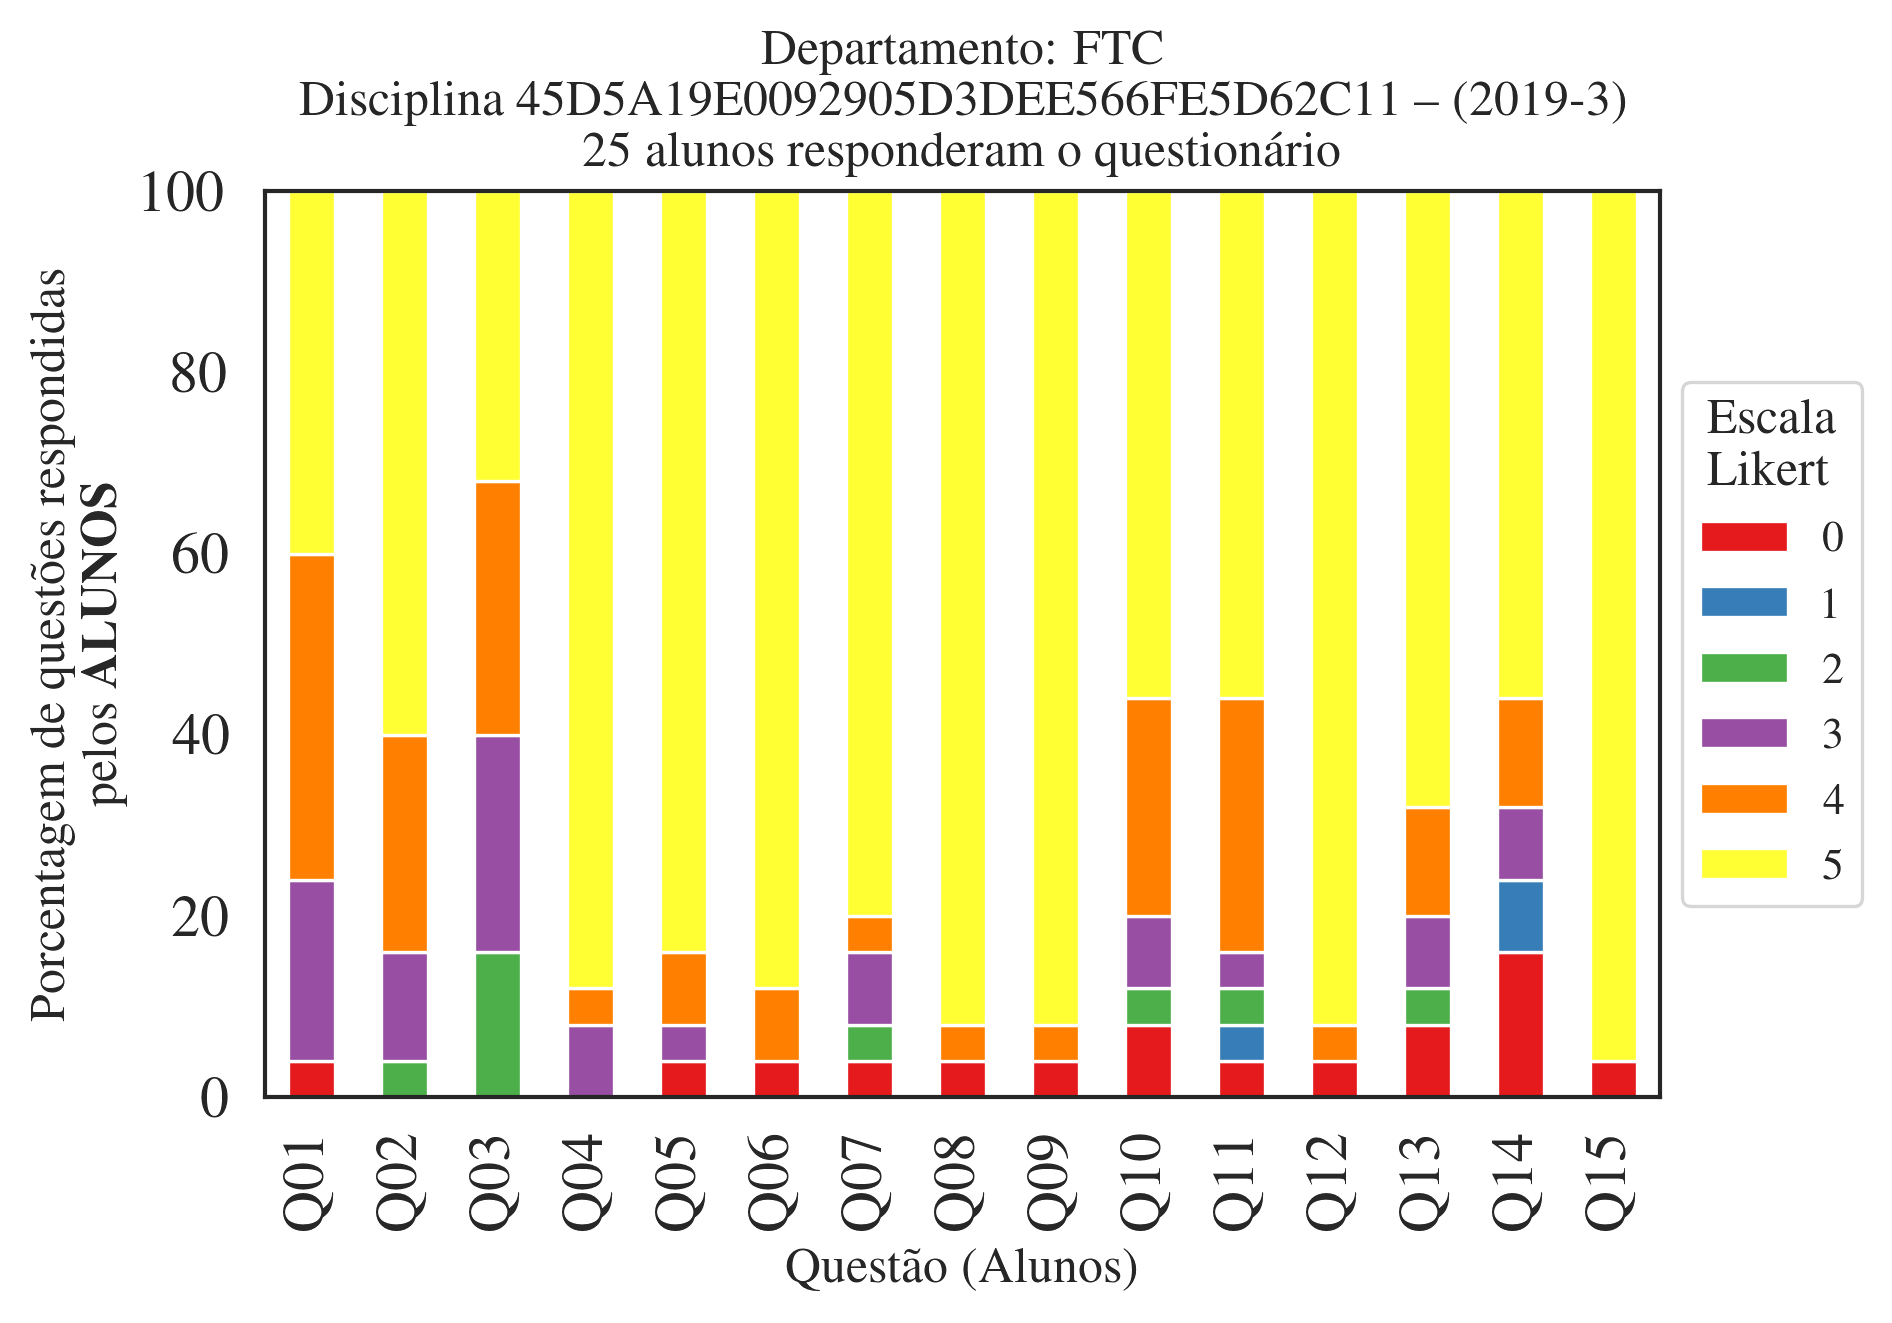 Departamento: FTC
Disciplina 45D5A19E0092905D3DEE566FE5D62C11 – (2019-3)
25 alunos responderam o questionário
Porcentagem de questões respondidas
pelos ALUNOS
100
80
60
40
20
0
Q01
Q02
Q03
Q04
Q05
Q06
Q07
Q08
Q09
Q10
Q11
Q12
Q13
Q14
Q15
Questão (Alunos)
Escala
Likert
0
1
2
3
4
5